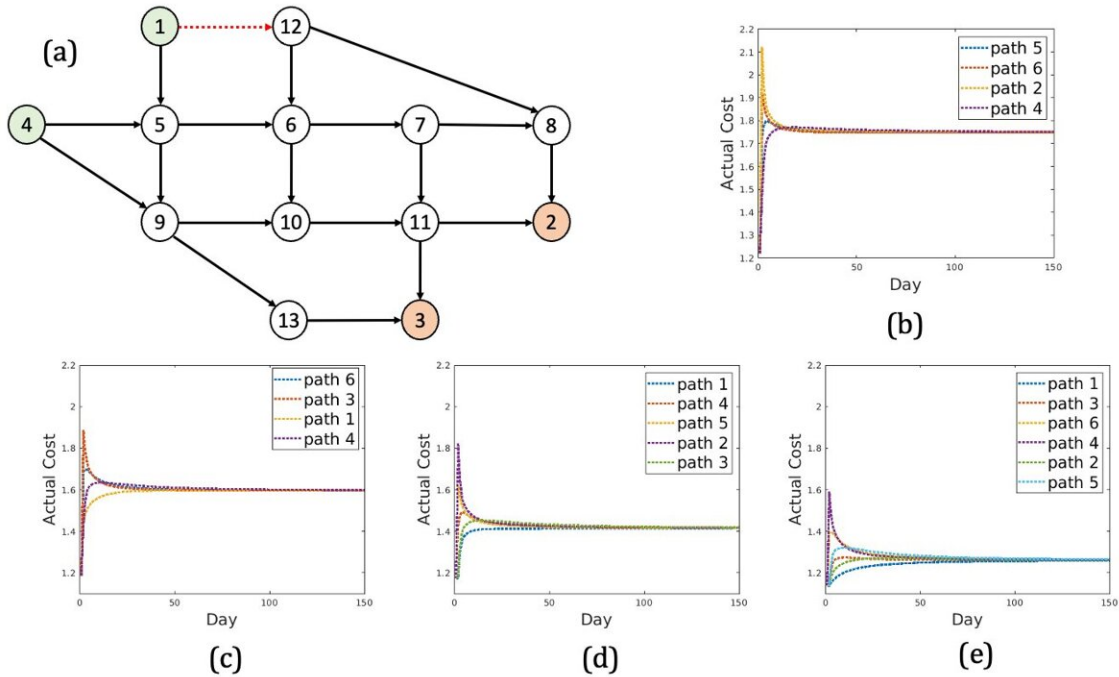 (a)
1
12
4
5
6
7
8
9
10
11
2
13
3
2.2
2.1
2
1.9
1.8
1.7
1.6
1.5
1.4
1.3
1.2
0
50
100
150
Actual Cost
Day
path 5
path 6
path 2
path 4
(b)
2.2
2
1.8
1.6
1.4
1.2
0
50
100
150
Actual Cost
Day
path 6
path 3
path 1
path 4
(c)
2.2
2
1.8
1.6
1.4
1.2
0
50
100
150
Actual Cost
Day
path 1
path 4
path 5
path 2
path 3
(d)
2.2
2
1.8
1.6
1.4
1.2
0
50
100
150
Actual Cost
Day
path 1
path 3
path 6
path 4
path 2
path 5
(e)